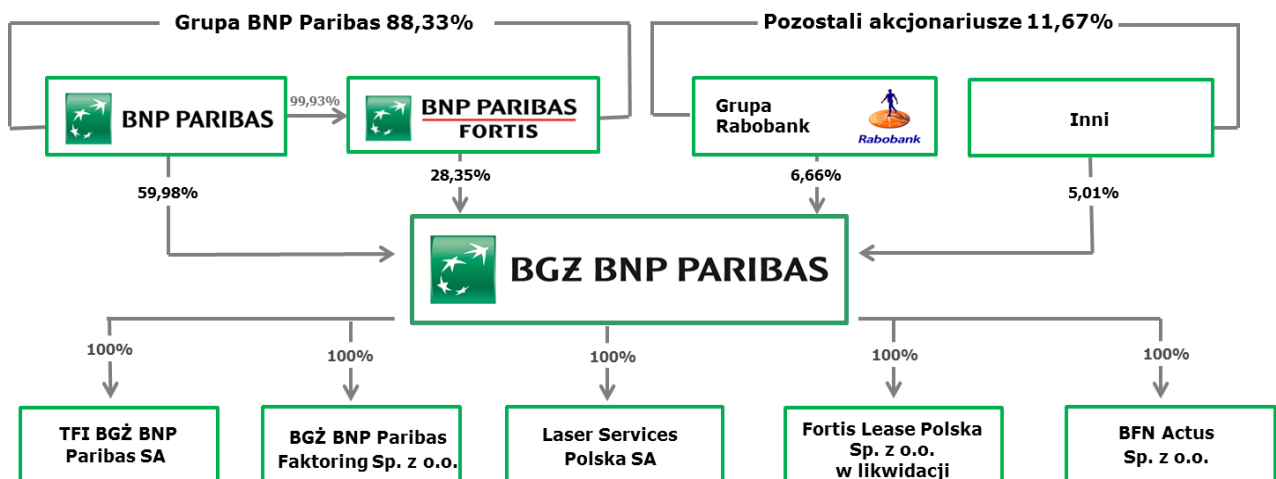 Grupa BNP Paribas 88,33%
Pozostali akcjonariusze 11,67%
BNP PARIBAS
99,93%
BNP PARIBAS
FORTIS
Grupa
Rabobank
Rabobank
Inni
59,98%
28,35%
6,66%
5,01%
BGŻ BNP PARIBAS
100%
100%
100%
100%
100%
TFI BGŻ BNP
Paribas SA
BGŻ BNP Paribas
Faktoring Sp. z o.o.
Laser Services
Polska SA
Fortis Lease Polska
Sp. z o.o.
w likwidacji
BFN Actus
Sp. z o.o.